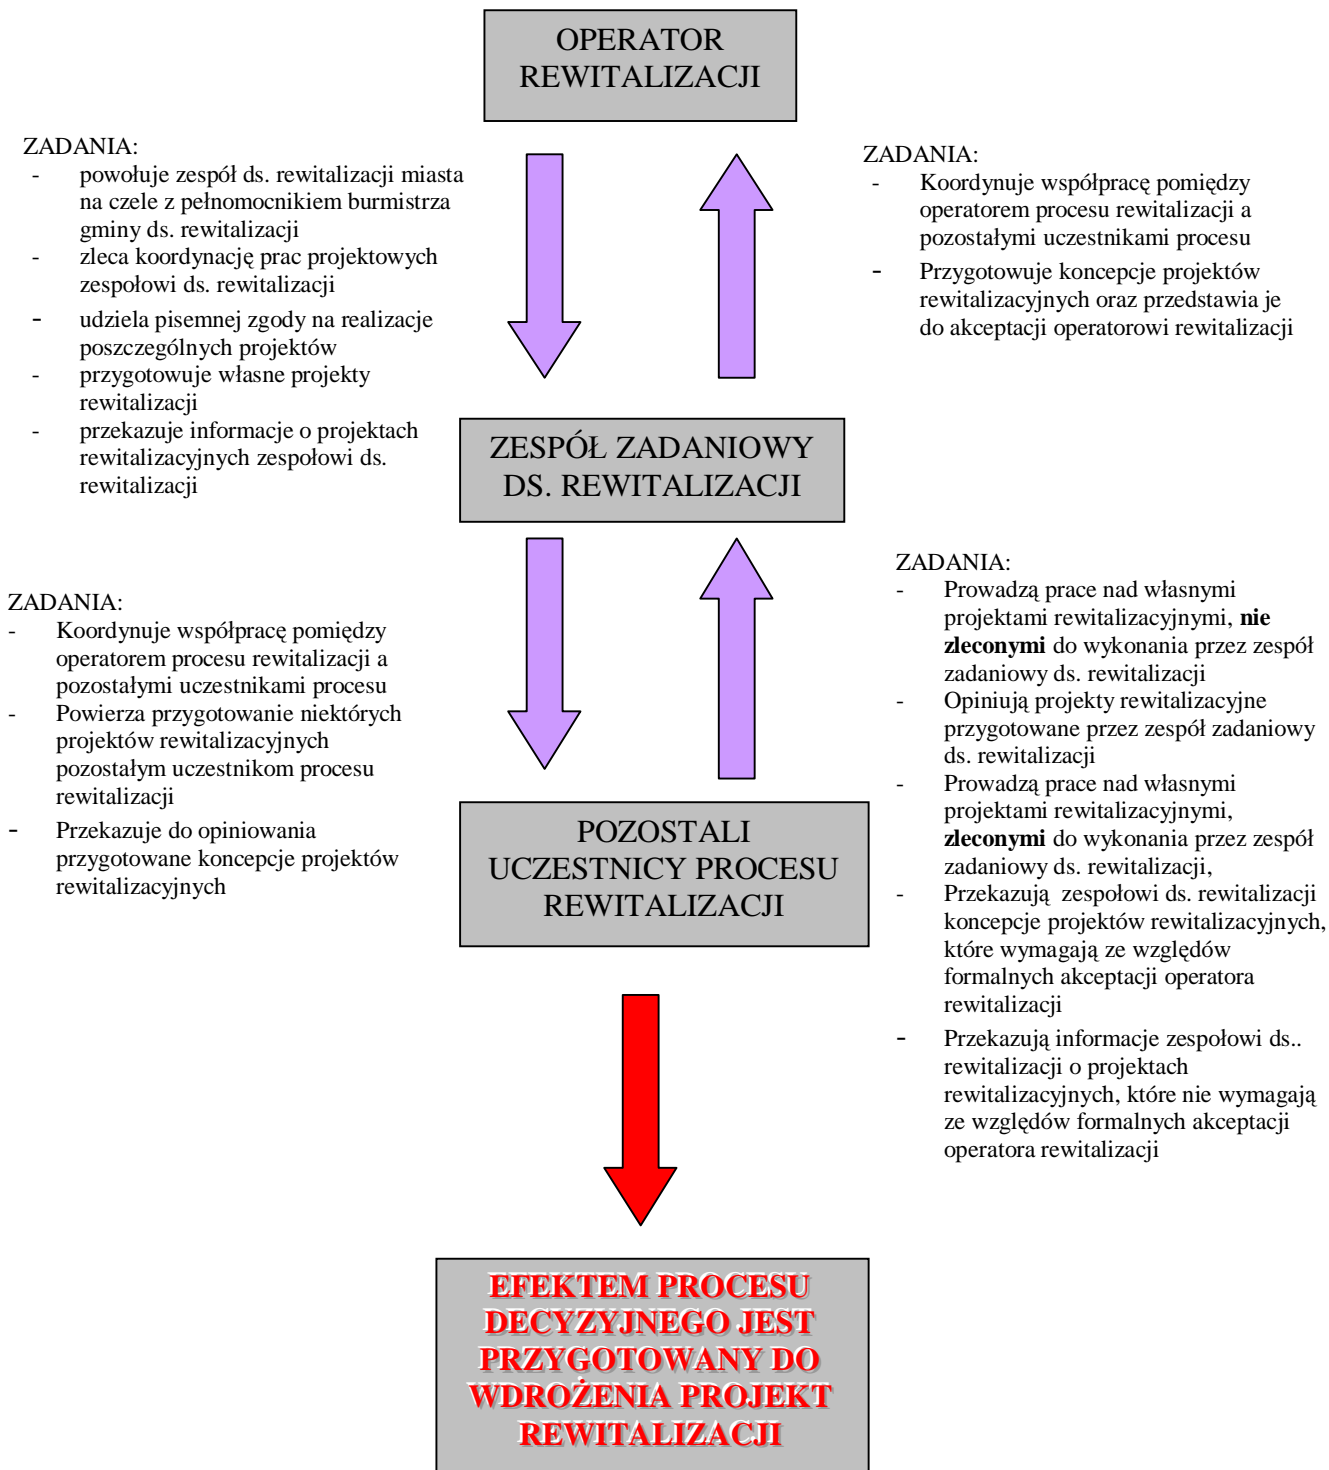 OPERATOR
REWITALIZACJI
ZADANIA:
- powołuje zespół ds. rewitalizacji miasta
na czele z pełnomocnikiem burmistrza
gminy ds. rewitalizacji
- zleca koordynację prac projektowych
zespołowi ds. rewitalizacji
- udziela pisemnej zgody na realizacje
poszczególnych projektów
- przygotowuje własne projekty
rewitalizacji
- przekazuje informacje o projektach
rewitalizacyjnych zespołowi ds.
rewitalizacji
ZADANIA:
- Koordynuje współpracę pomiędzy
operatorem procesu rewitalizacji a
pozostałymi uczestnikami procesu
- Przygotowuje koncepcje projektów
rewitalizacyjnych oraz przedstawia je
do akceptacji operatorowi rewitalizacji
ZESPÓŁ ZADANIOWY
DS. REWITALIZACJI
ZADANIA:
- Koordynuje współpracę pomiędzy
operatorem procesu rewitalizacji a
pozostałymi uczestnikami procesu
- Powierza przygotowanie niektórych
projektów rewitalizacyjnych
pozostałym uczestnikom procesu
rewitalizacji
- Przekazuje do opiniowania
przygotowane koncepcje projektów
rewitalizacyjnych
ZADANIA:
- Prowadzą prace nad własnymi
projektami rewitalizacyjnymi, nie
zleconymi do wykonania przez zespół
zadaniowy ds. rewitalizacji
- Opiniują projekty rewitalizacyjne
przygotowane przez zespół zadaniowy
ds. rewitalizacji
- Prowadzą prace nad własnymi
projektami rewitalizacyjnymi,
zleconymi do wykonania przez zespół
zadaniowy ds. rewitalizacji,
- Przekazują zespołowi ds. rewitalizacji
koncepcje projektów rewitalizacyjnych,
które wymagają ze względów
formalnych akceptacji operatora
rewitalizacji
- Przekazują informacje zespołowi ds..
rewitalizacji o projektach
rewitalizacyjnych, które nie wymagają
ze względów formalnych akceptacji
operatora rewitalizacji
POZOSTALI
UCZESTNICY PROCESU
REWITALIZACJI
EFEKTEM PROCESU
DECYZYJNEGO JEST
PRZYGOTOWANY DO
WDROŻENIA PROJEKT
REWITALIZACJI